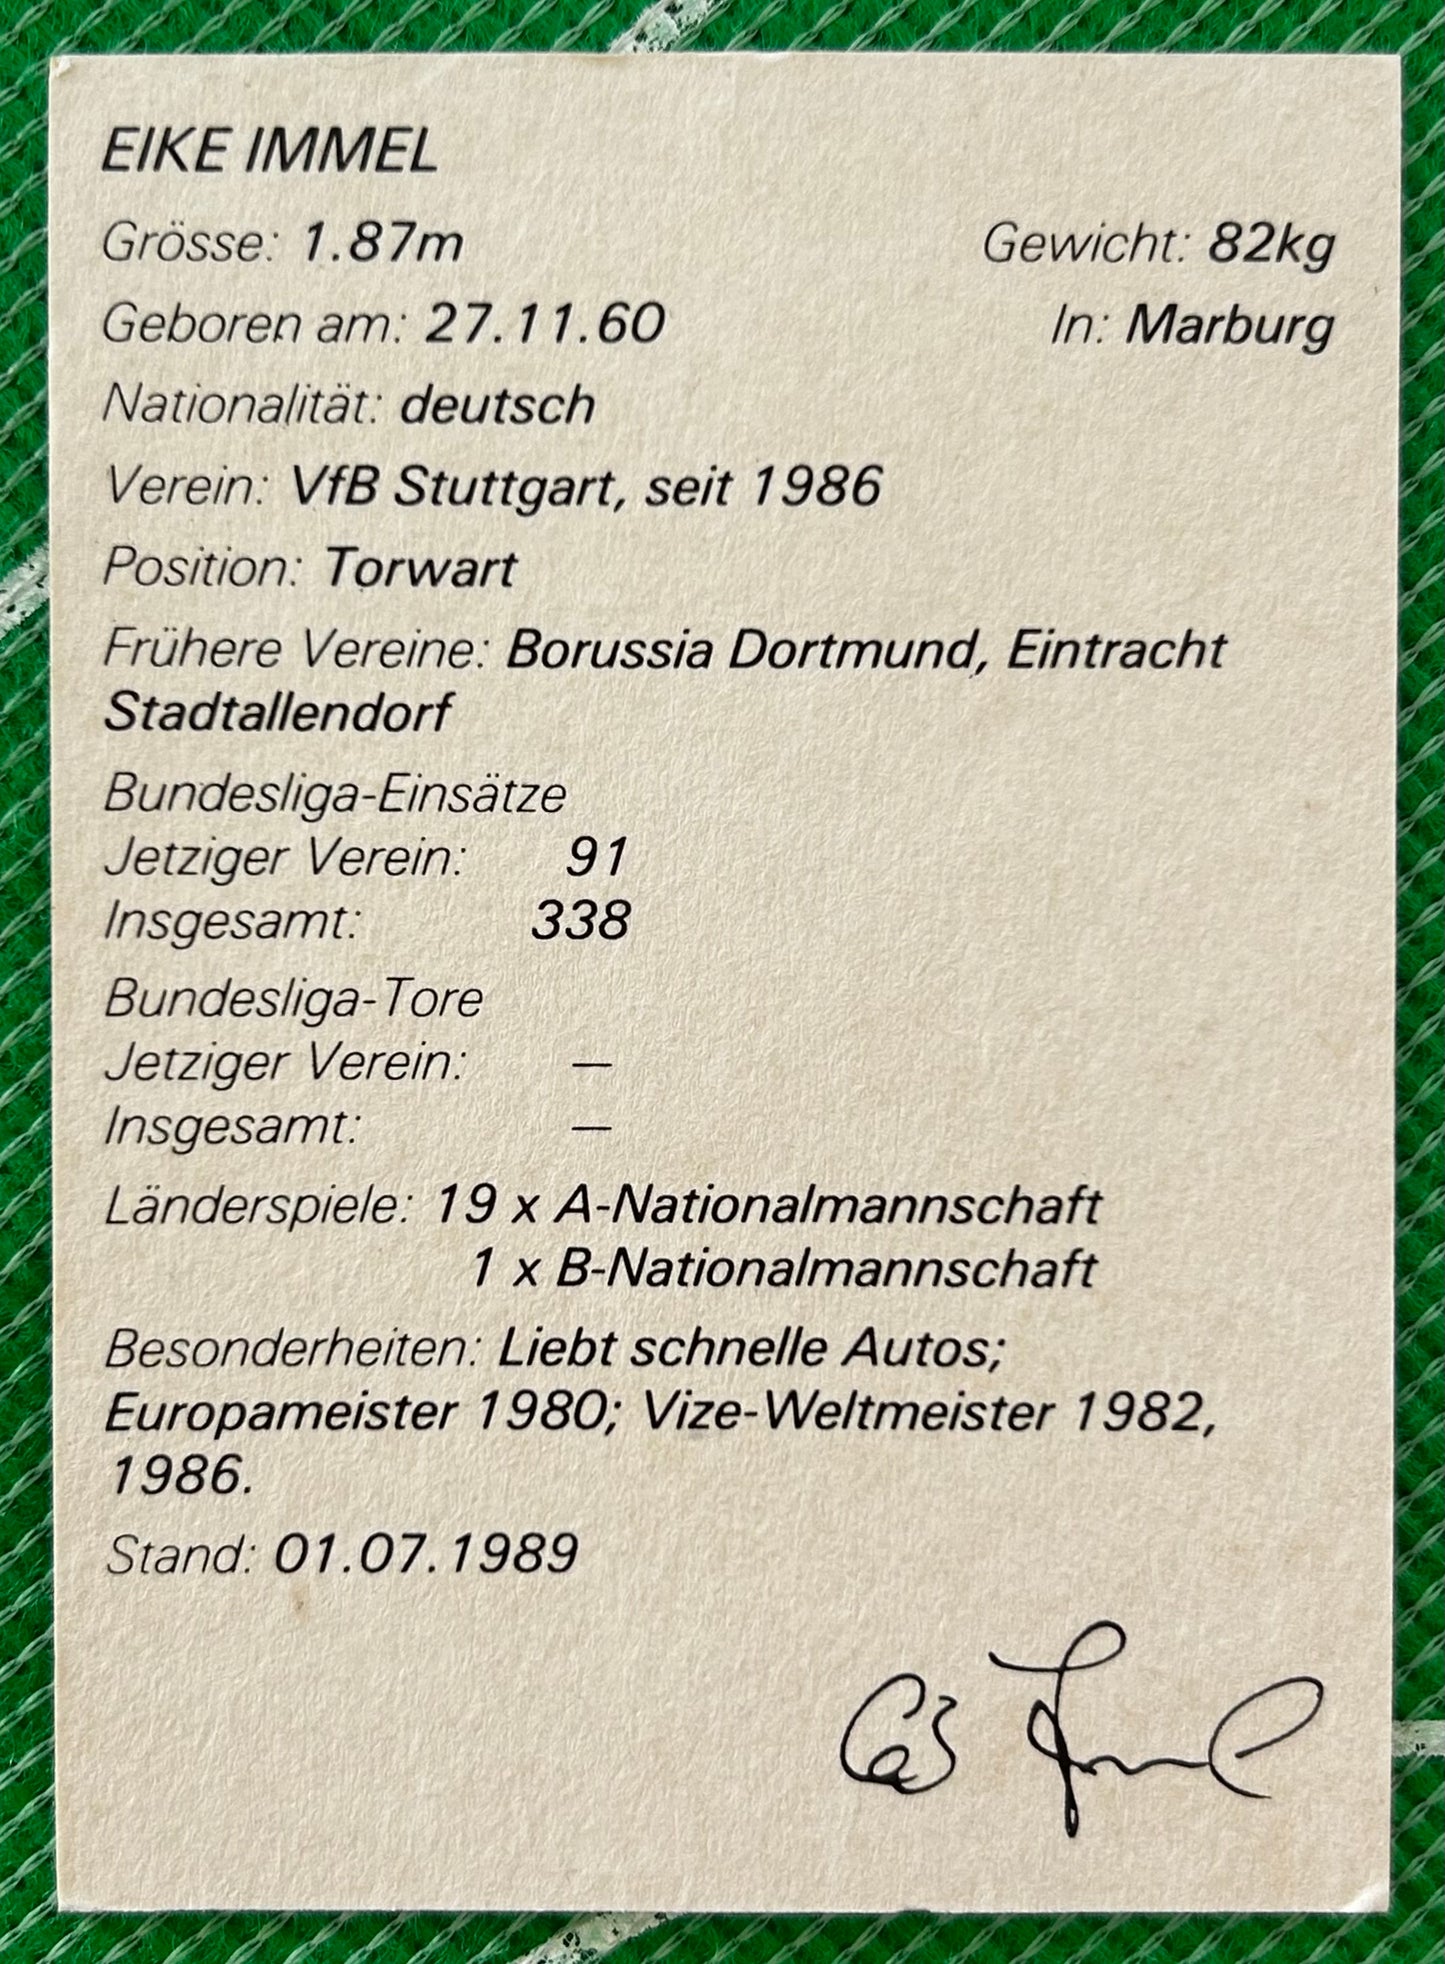 EIKE IMMEL
Grösse: 1.87m Gewicht: 82kg
Geboren am: 27.11.60 In: Marburg
Nationalität: deutsch
Verein: VfB Stuttgart, seit 1986
Position: Torwart
Frühere Vereine: Borussia Dortmund, Eintracht
Stadtallendorf
Bundesliga-Einsätze
Jetziger Verein: 91
Insgesamt: 338
Bundesliga-Tore
Jetziger Verein: —
Insgesamt: —
Länderspiele: 19 x A-Nationalmannschaft
1 x B-Nationalmannschaft
Besonderheiten: Liebt schnelle Autos;
Europameister 1980; Vize-Weltmeister 1982,
1986.
Stand: 01.07.1989